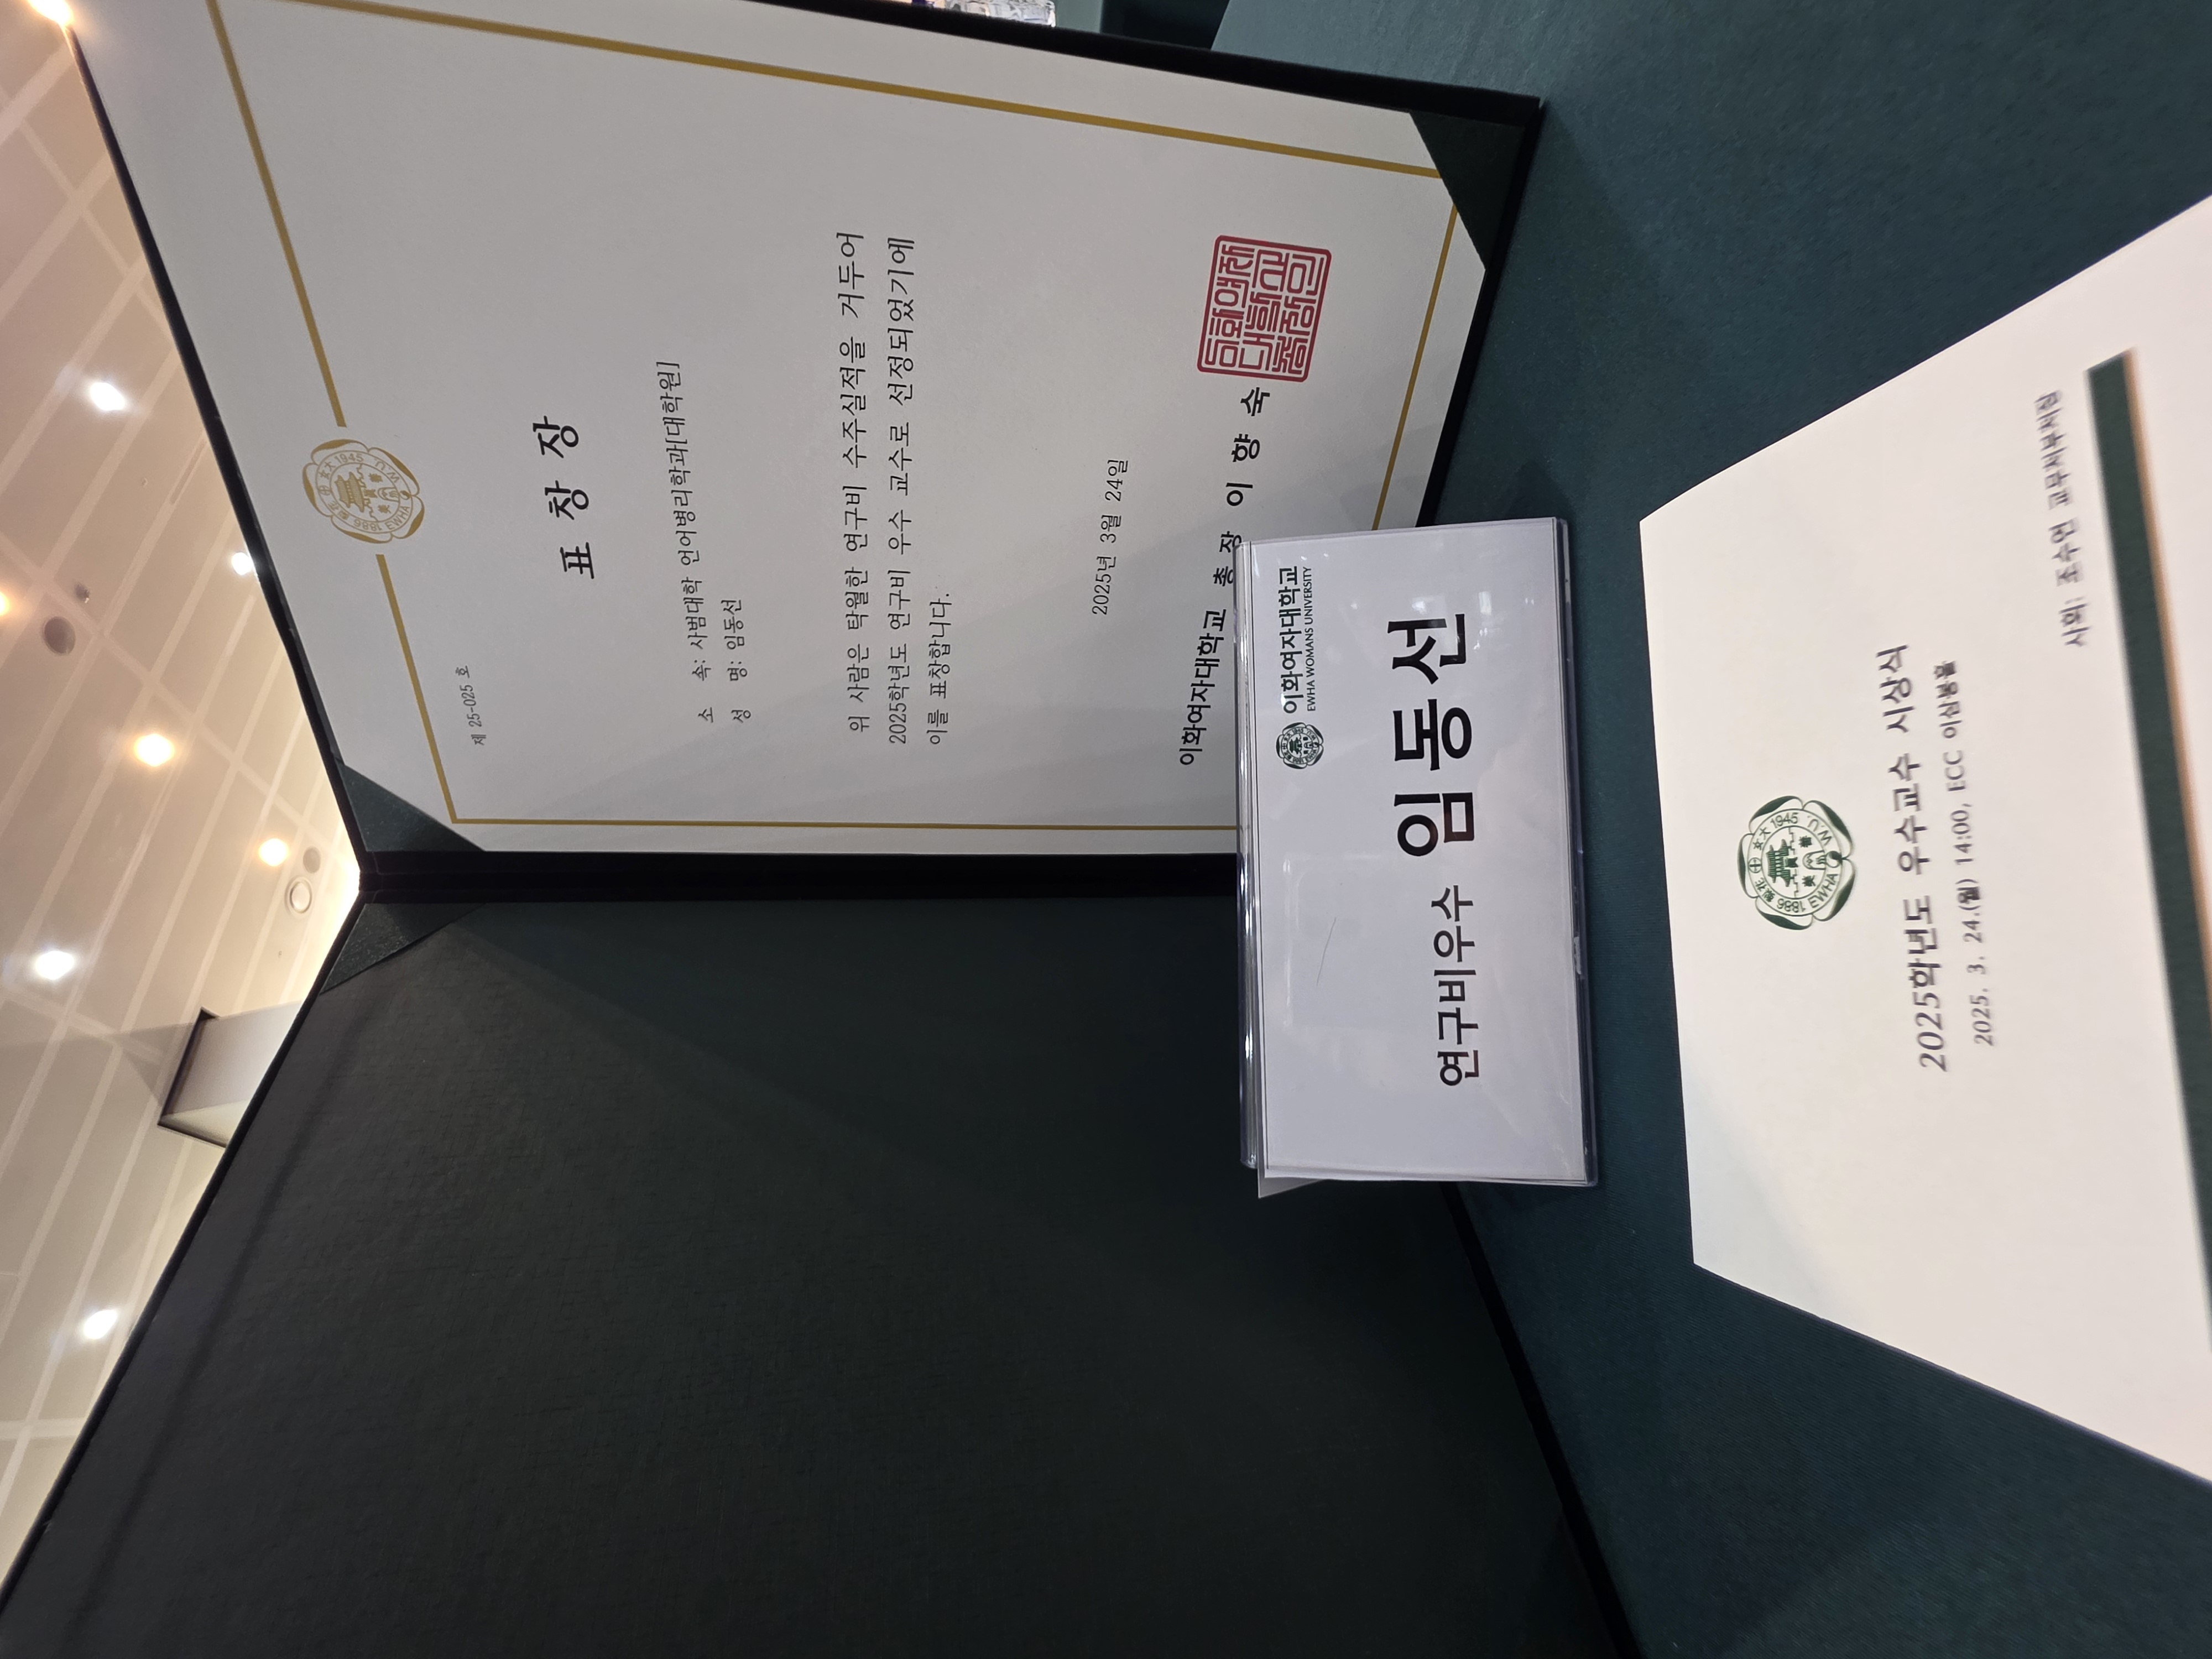 1886 梨花 女大 1945
美 眞 善
EWHA W.U.
제 25-025 호
표 창 장
소 속: 사범대학 언어병리학과[대학원]
성 명: 임동선
위 사람은 탁월한 연구비 수주실적을 거두어
2025학년도 연구비 우수 교수로 선정되었기에
이를 표창합니다.
2025년 3월 24일
이화여자대학교 총 장 이 향 숙
이화여자
대학교
총장인
이화여자대학교
EWHA WOMANS UNIVERSITY
연구비우수 임동선
1886 梨花 女大 1945
美 眞 善
EWHA W.U.
2025학년도 우수교수 시상식
2025. 3. 24.(월) 14:00, ECC 이삼봉홀
사회: 조수연 교무처부처장